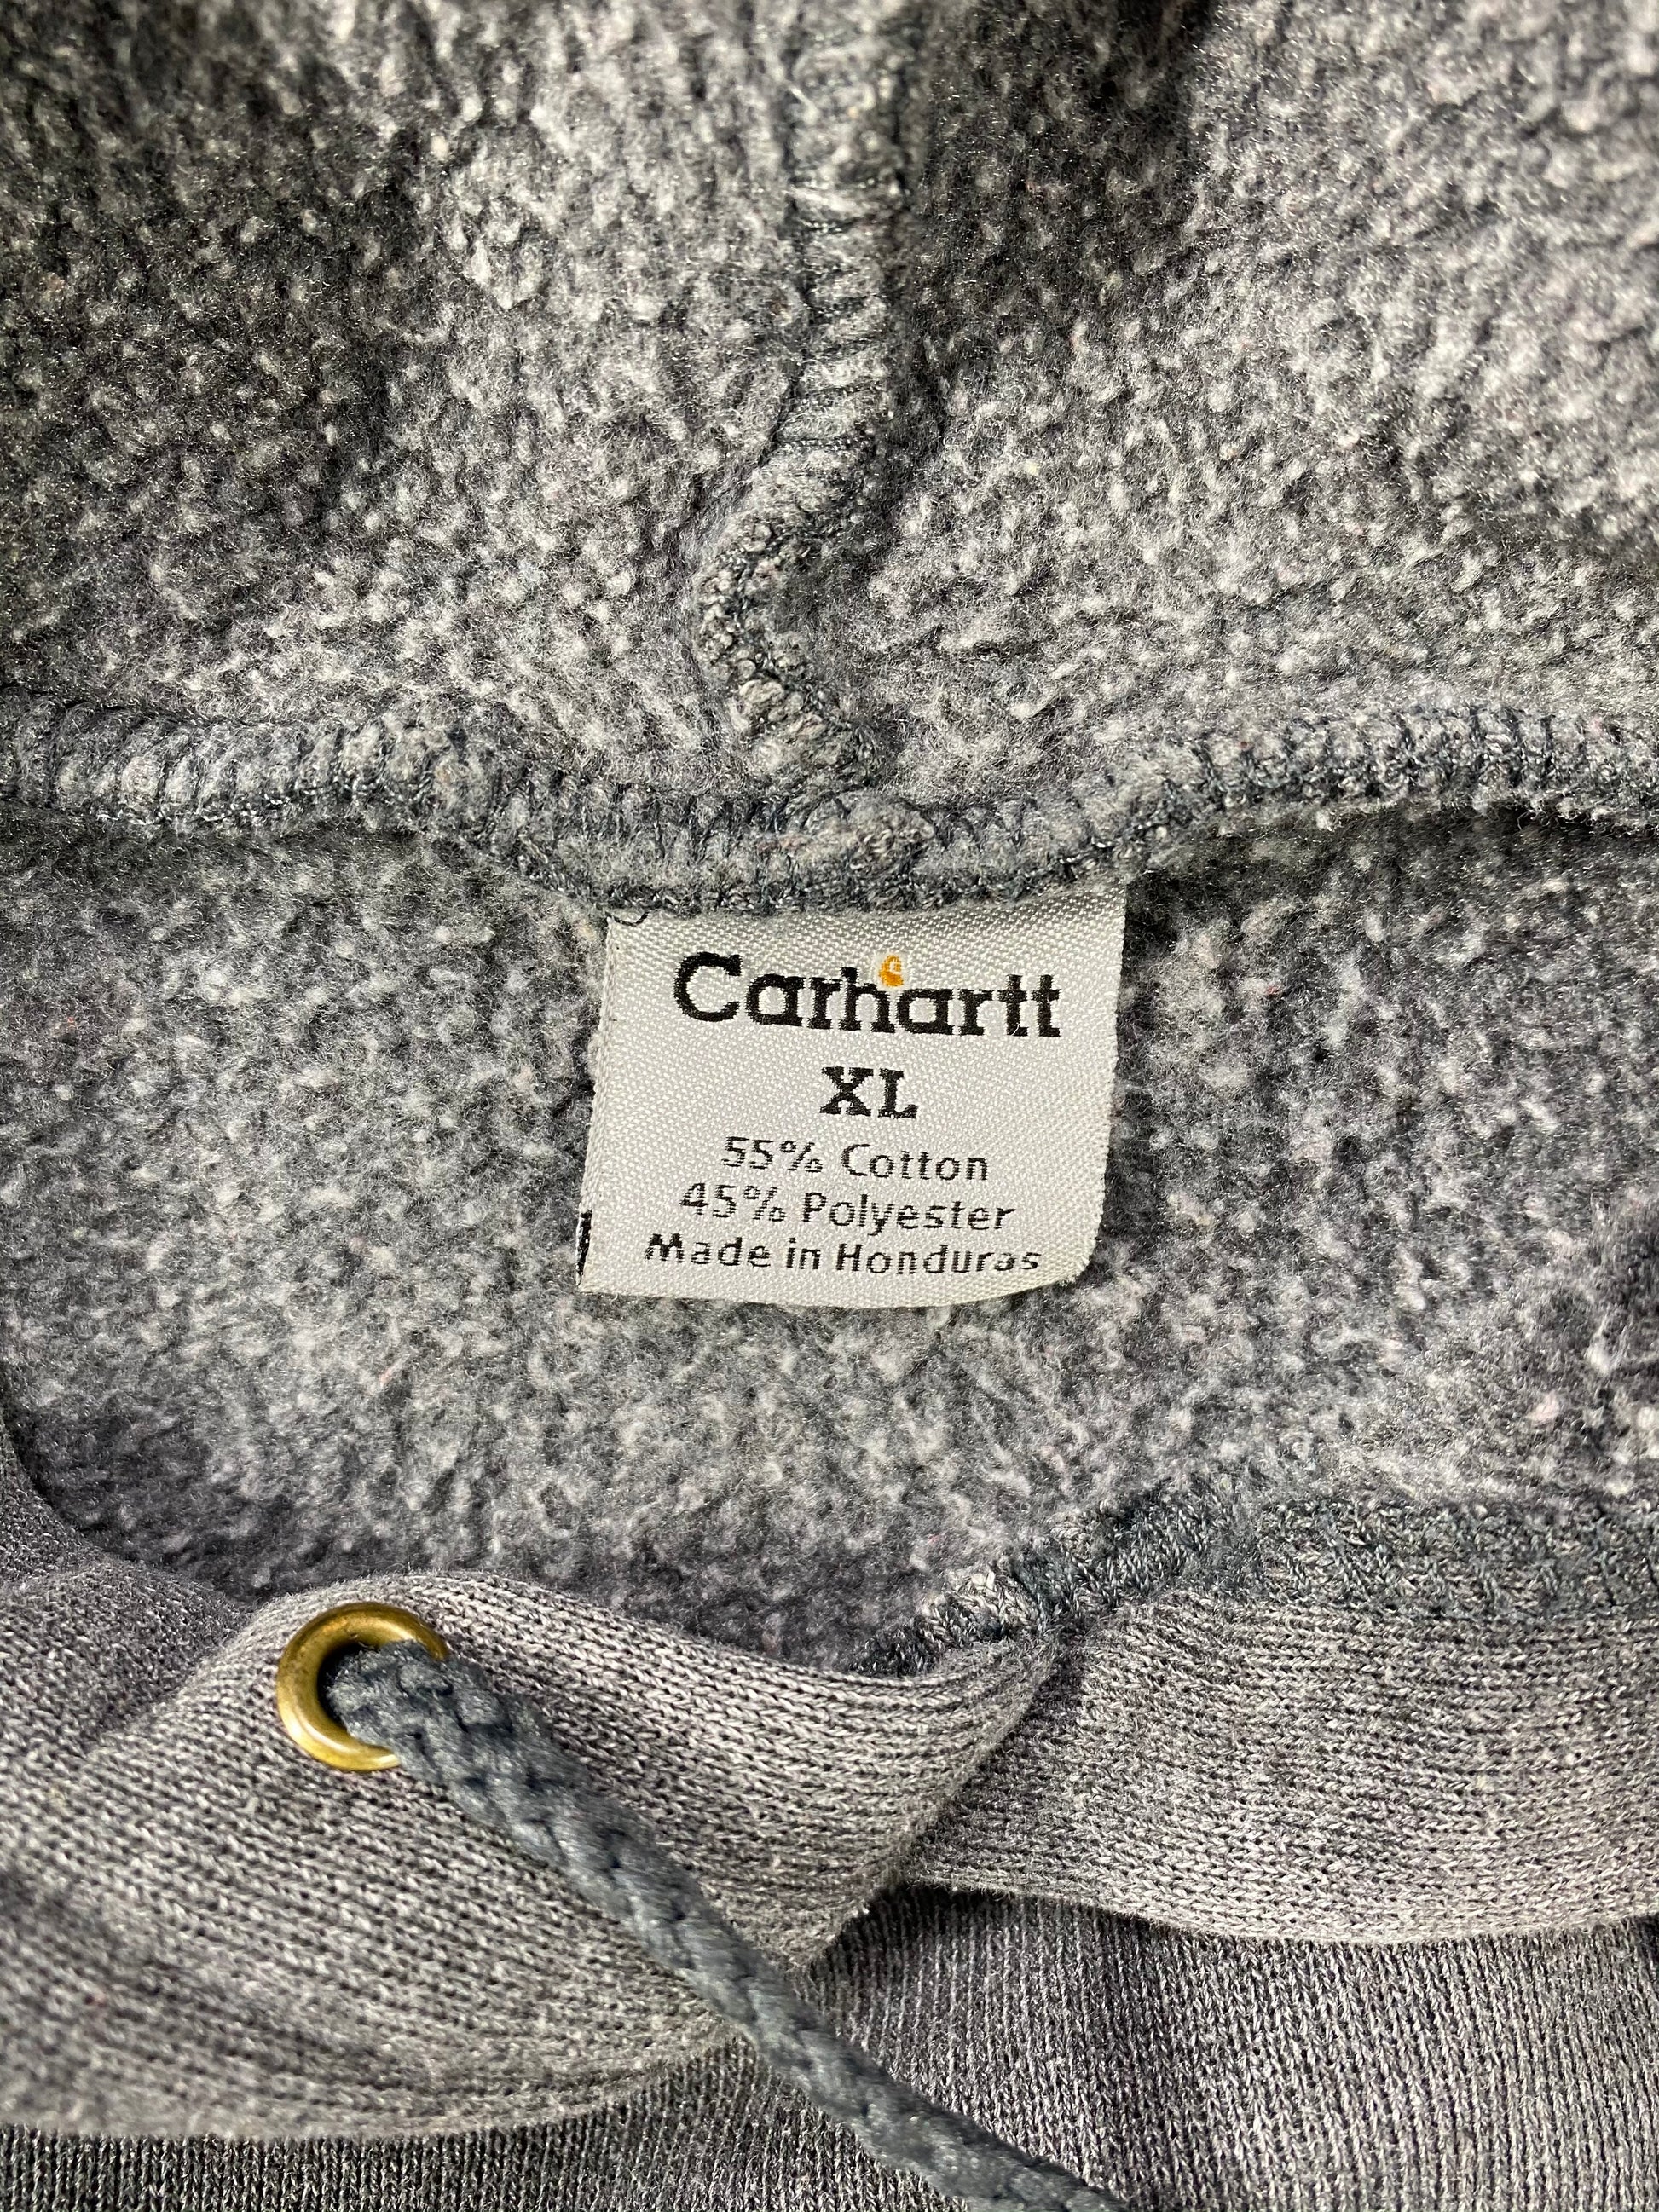 Carhartt
XL
55% Cotton
45% Polyester
Made in Honduras